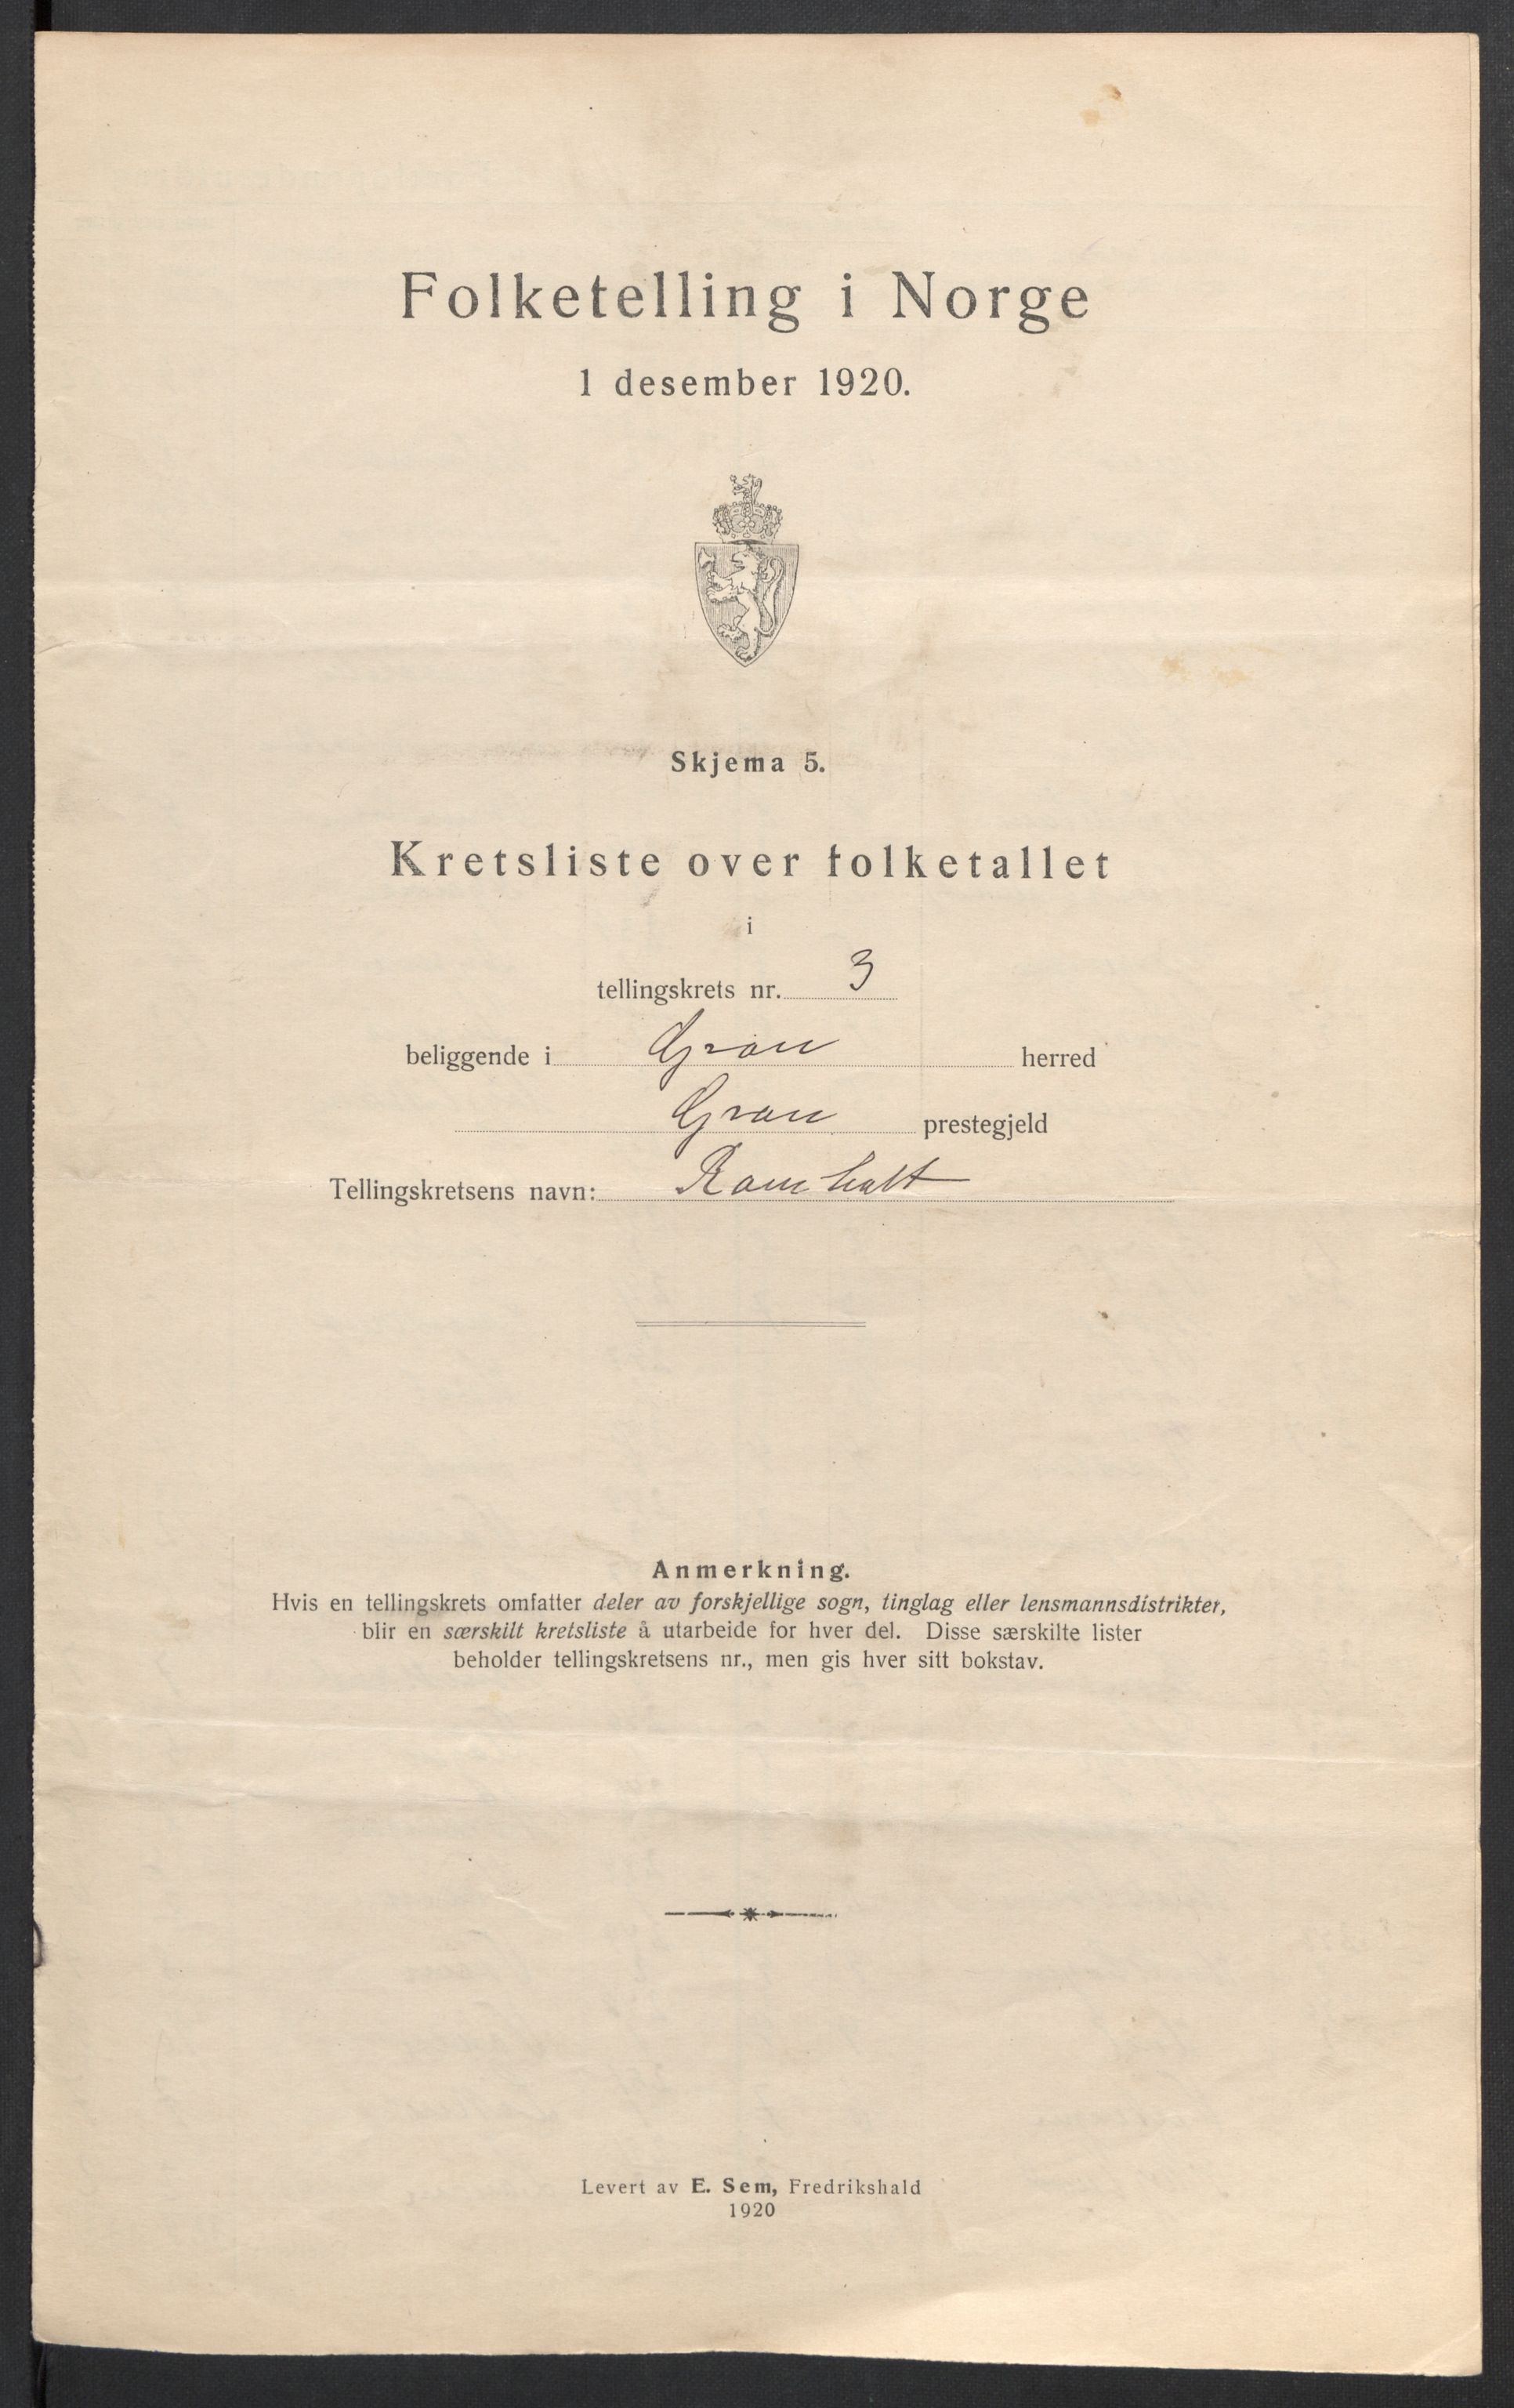 Folketelling i Norge
1 desember 1920.
Skjema 5.
Kretsliste over folketallet
i
tellingskrets nr. 3
beliggende i Gran herred
Gran prestegjeld
Tellingskretsens navn: Ramhalt
Anmerkning.
Hvis en tellingskrets omfatter deler av forskjellige sogn, tinglag eller lensmannsdistrikter,
blir en særskilt kretsliste å utarbeide for hver del. Disse særskilte lister
beholder tellingskretsens nr., men gis hver sitt bokstav.
Levert av E. Sem, Fredrikshald
1920